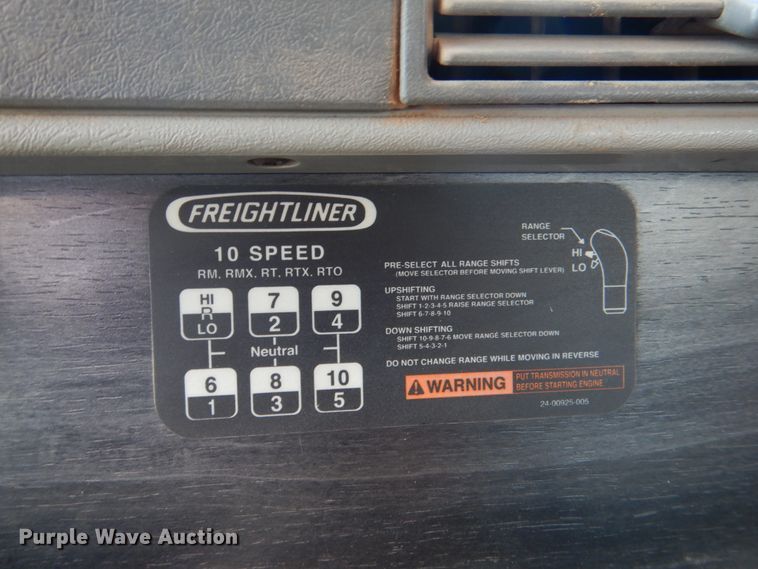 FREIGHTLINER
10 SPEED
RM, RMX, RT, RTX, RTO
HI
R
LO
7
2
9
4
Neutral
6
1
8
3
10
5
RANGE
SELECTOR
HI
LO
PRE-SELECT ALL RANGE SHIFTS
(MOVE SELECTOR BEFORE MOVING SHIFT LEVER)
UPSHIFTING
START WITH RANGE SELECTOR DOWN
SHIFT 1-2-3-4-5 RAISE RANGE SELECTOR
SHIFT 6-7-8-9-10
DOWN SHIFTING
SHIFT 10-9-8-7-6 MOVE RANGE SELECTOR DOWN
SHIFT 5-4-3-2-1
DO NOT CHANGE RANGE WHILE MOVING IN REVERSE
WARNING
PUT TRANSMISSION IN NEUTRAL
BEFORE STARTING ENGINE
24-00925-005
Purple Wave Auction